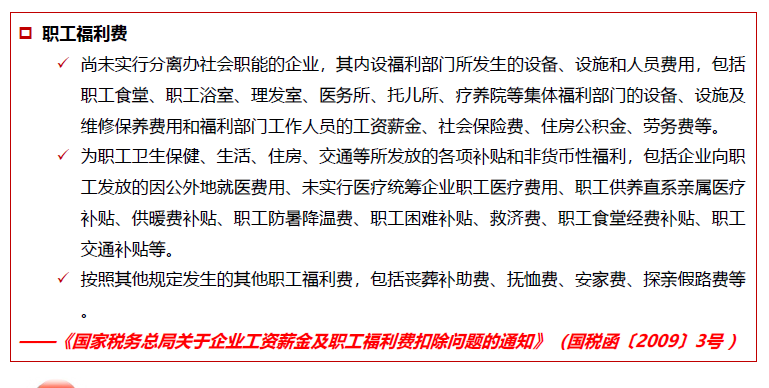 职工福利费
尚未实行分离办社会职能的企业，其内设福利部门所发生的设备、设施和人员费用，包括
职工食堂、职工浴室、理发室、医务所、托儿所、疗养院等集体福利部门的设备、设施及
维修保养费用和福利部门工作人员的工资薪金、社会保险费、住房公积金、劳务费等。
为职工卫生保健、生活、住房、交通等所发放的各项补贴和非货币性福利，包括企业向职
工发放的因公外地就医费用、未实行医疗统筹企业职工医疗费用、职工供养直系亲属医疗
补贴、供暖费补贴、职工防暑降温费、职工困难补贴、救济费、职工食堂经费补贴、职工
交通补贴等。
按照其他规定发生的其他职工福利费，包括丧葬补助费、抚恤费、安家费、探亲假路费等
。
——《国家税务总局关于企业工资薪金及职工福利费扣除问题的通知》（国税函〔2009〕3号 ）